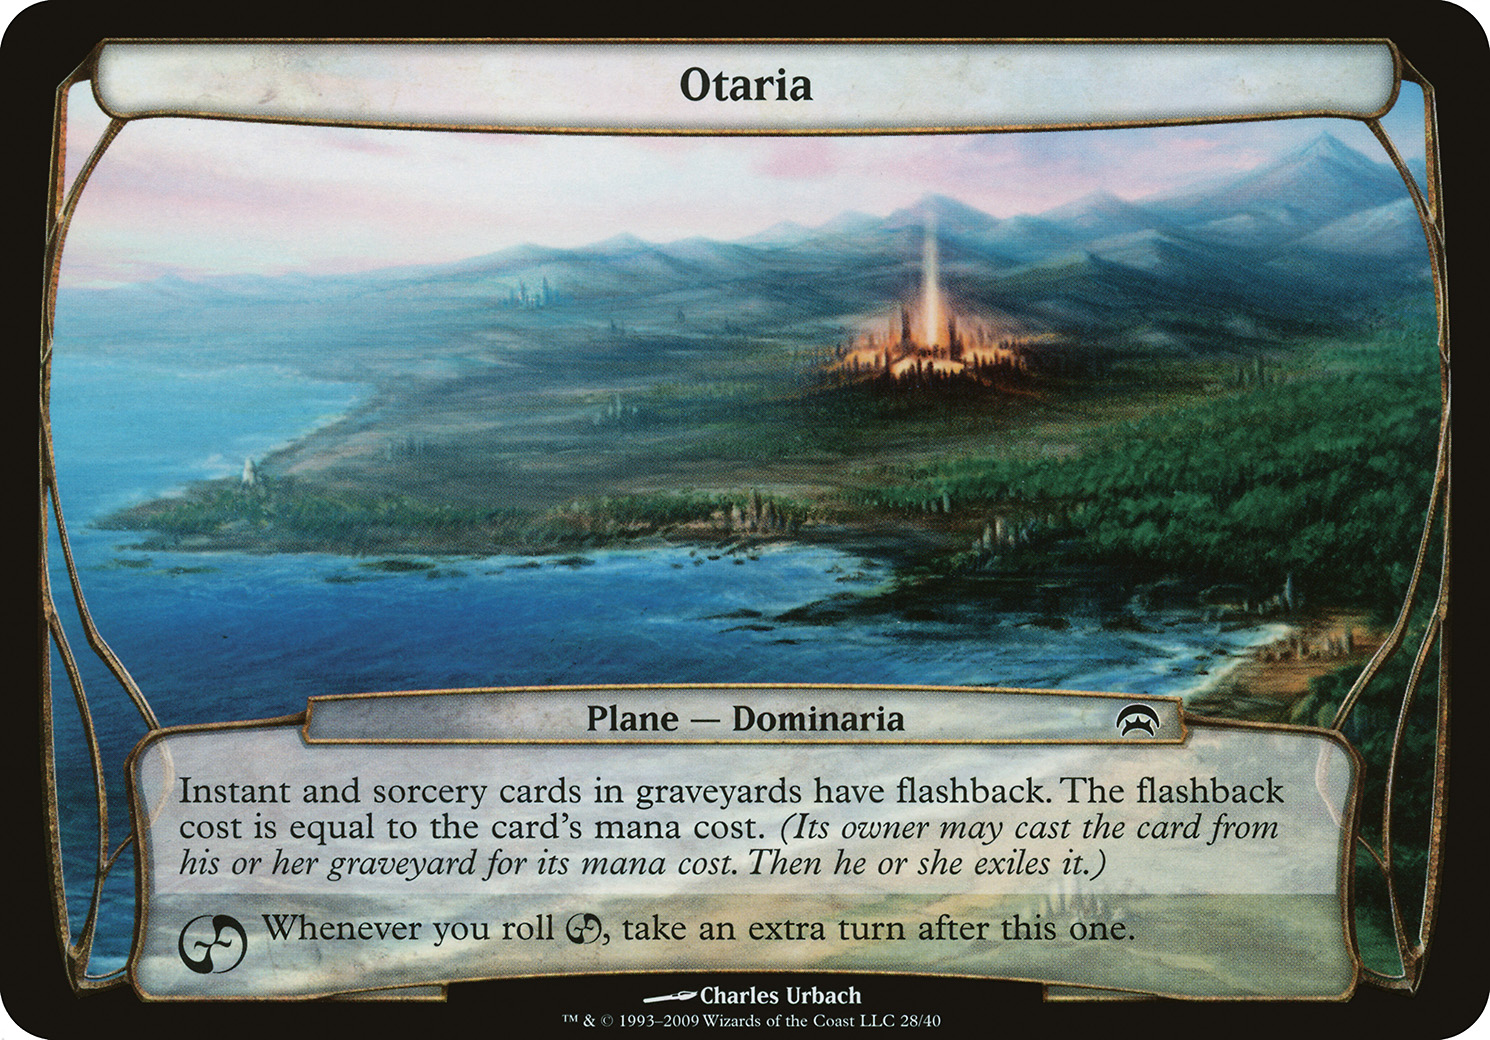 Otaria
Plane — Dominaria
Instant and sorcery cards in graveyards have flashback. The flashback
cost is equal to the card's mana cost. (Its owner may cast the card from
his or her graveyard for its mana cost. Then he or she exiles it.)
Whenever you roll , take an extra turn after this one.
Charles Urbach
™ & © 1993–2009 Wizards of the Coast LLC 28/40